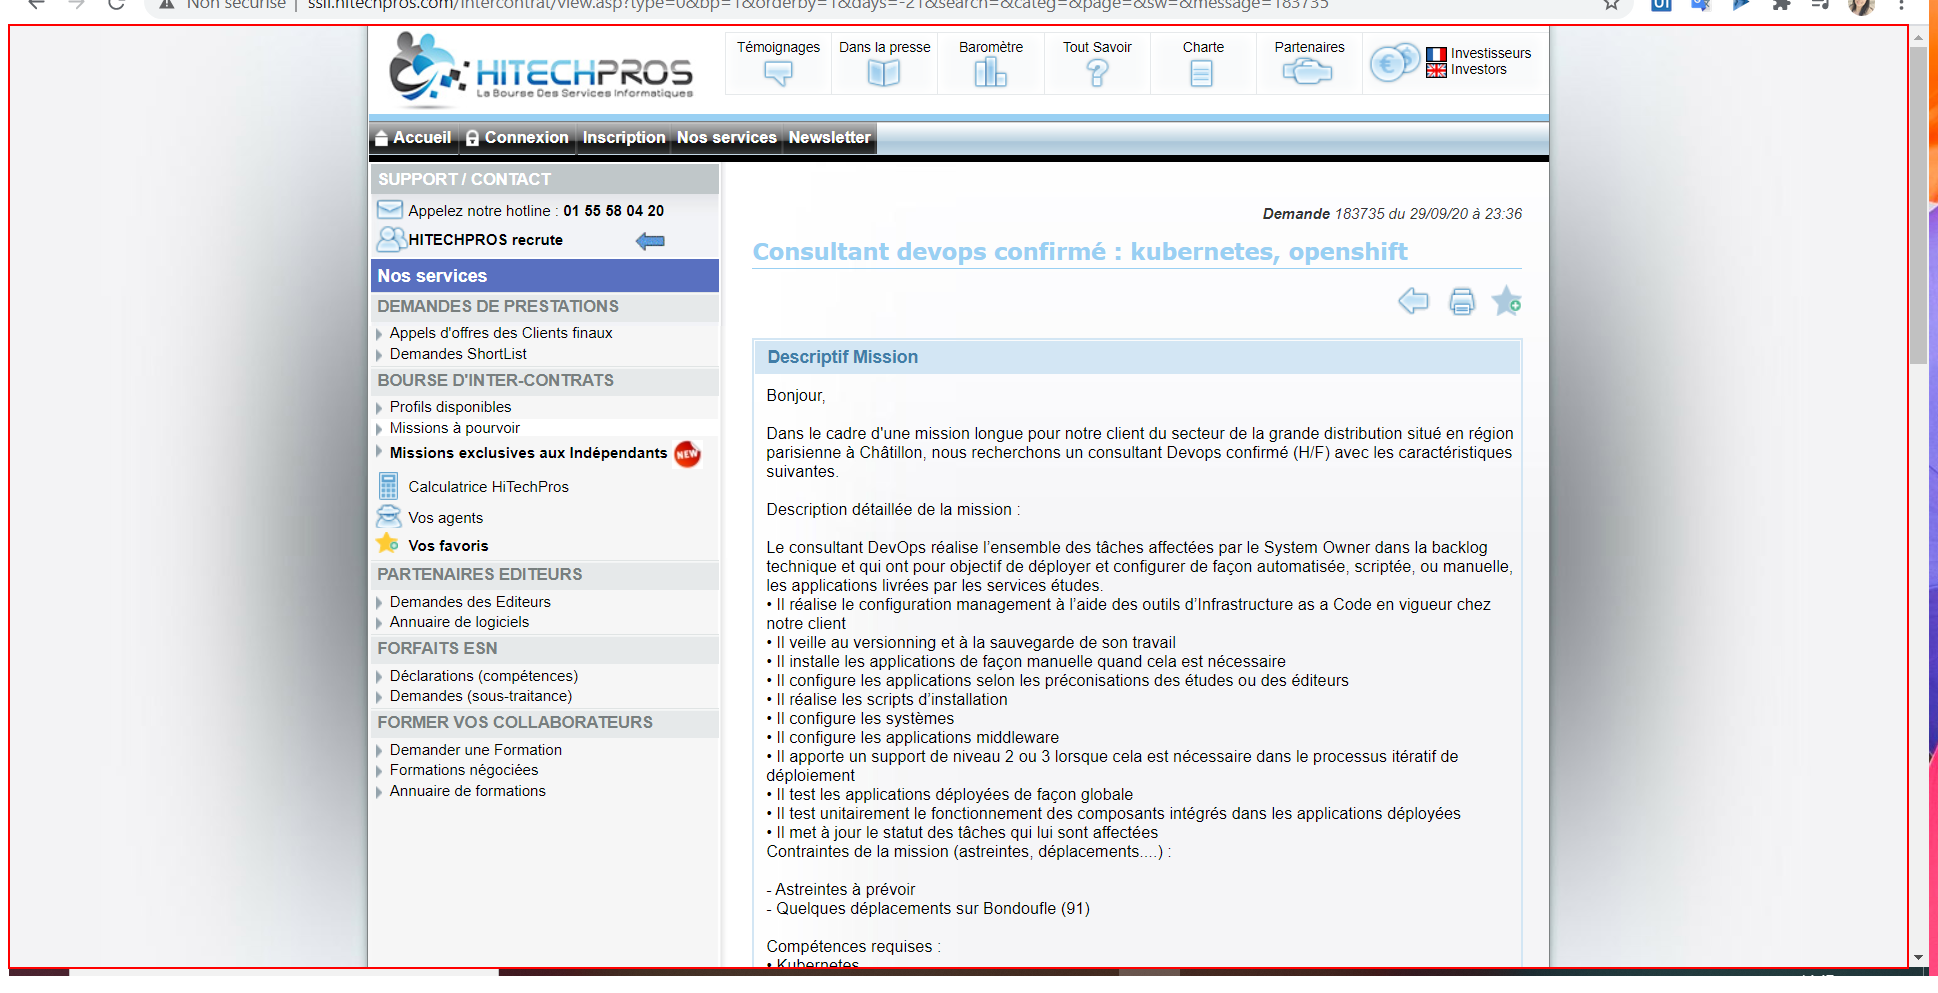 Non sécurisé | ssii.hitechpros.com/intercontrat/view.asp?type=0&bp=1&orderby=1&days=-21&search=&categ=&page=&sw=&message=183735
HITECHPROS
La Bourse Des Services Informatiques
Témoignages
Dans la presse
Baromètre
Tout Savoir
Charte
Partenaires
Investisseurs
Investors
Accueil Connexion Inscription Nos services Newsletter
SUPPORT / CONTACT
Appelez notre hotline : 01 55 58 04 20
HITECHPROS recrute
Nos services
DEMANDES DE PRESTATIONS
Appels d'offres des Clients finaux
Demandes ShortList
BOURSE D'INTER-CONTRATS
Profils disponibles
Missions à pourvoir
Missions exclusives aux Indépendants NEW
Calculatrice HiTechPros
Vos agents
Vos favoris
PARTENAIRES EDITEURS
Demandes des Editeurs
Annuaire de logiciels
FORFAITS ESN
Déclarations (compétences)
Demandes (sous-traitance)
FORMER VOS COLLABORATEURS
Demander une Formation
Formations négociées
Annuaire de formations
Demande 183735 du 29/09/20 à 23:36
Consultant devops confirmé : kubernetes, openshift
Descriptif Mission
Bonjour,
Dans le cadre d'une mission longue pour notre client du secteur de la grande distribution situé en région
parisienne à Châtillon, nous recherchons un consultant Devops confirmé (H/F) avec les caractéristiques
suivantes.
Description détaillée de la mission :
Le consultant DevOps réalise l’ensemble des tâches affectées par le System Owner dans la backlog
technique et qui ont pour objectif de déployer et configurer de façon automatisée, scriptée, ou manuelle,
les applications livrées par les services études.
• Il réalise le configuration management à l’aide des outils d’Infrastructure as a Code en vigueur chez
notre client
• Il veille au versionning et à la sauvegarde de son travail
• Il installe les applications de façon manuelle quand cela est nécessaire
• Il configure les applications selon les préconisations des études ou des éditeurs
• Il réalise les scripts d’installation
• Il configure les systèmes
• Il configure les applications middleware
• Il apporte un support de niveau 2 ou 3 lorsque cela est nécessaire dans le processus itératif de
déploiement
• Il test les applications déployées de façon globale
• Il test unitairement le fonctionnement des composants intégrés dans les applications déployées
• Il met à jour le statut des tâches qui lui sont affectées
Contraintes de la mission (astreintes, déplacements....) :
- Astreintes à prévoir
- Quelques déplacements sur Bondoufle (91)
Compétences requises :
• Kubernetes